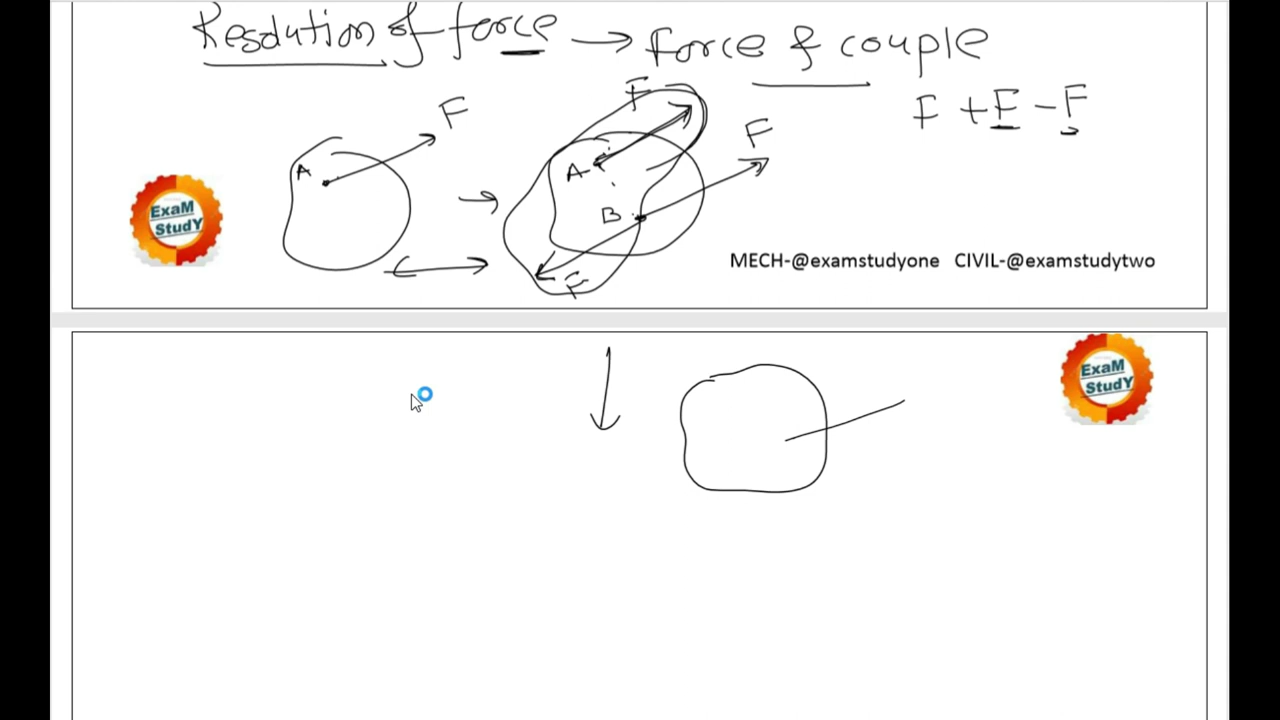 Resolution of force → force & couple
F + F - F
F
A
F
A
F
B
F
ExaM
StudY
MECH-@examstudyone CIVIL-@examstudytwo
ExaM
StudY